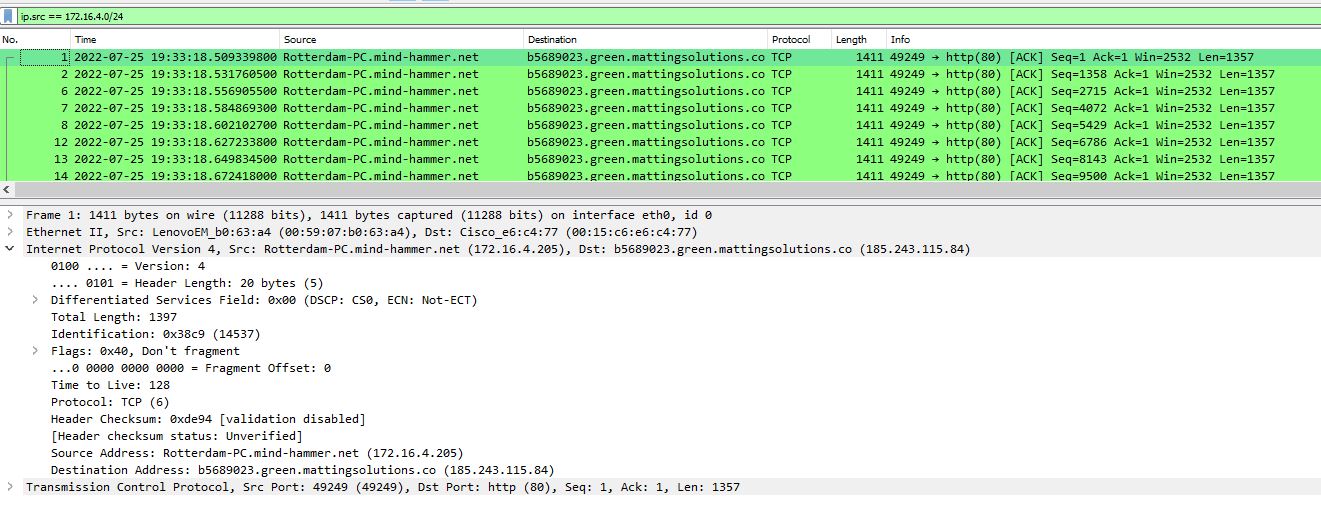 ip.src == 172.16.4.0/24
No. Time Source Destination Protocol Length Info
1 2022-07-25 19:33:18.509339800 Rotterdam-PC.mind-hammer.net b5689023.green.mattingsolutions.co TCP 1411 49249 → http(80) [ACK] Seq=1 Ack=1 Win=2532 Len=1357
2 2022-07-25 19:33:18.531760500 Rotterdam-PC.mind-hammer.net b5689023.green.mattingsolutions.co TCP 1411 49249 → http(80) [ACK] Seq=1358 Ack=1 Win=2532 Len=1357
6 2022-07-25 19:33:18.556905500 Rotterdam-PC.mind-hammer.net b5689023.green.mattingsolutions.co TCP 1411 49249 → http(80) [ACK] Seq=2715 Ack=1 Win=2532 Len=1357
7 2022-07-25 19:33:18.584869300 Rotterdam-PC.mind-hammer.net b5689023.green.mattingsolutions.co TCP 1411 49249 → http(80) [ACK] Seq=4072 Ack=1 Win=2532 Len=1357
8 2022-07-25 19:33:18.602102700 Rotterdam-PC.mind-hammer.net b5689023.green.mattingsolutions.co TCP 1411 49249 → http(80) [ACK] Seq=5429 Ack=1 Win=2532 Len=1357
12 2022-07-25 19:33:18.627233800 Rotterdam-PC.mind-hammer.net b5689023.green.mattingsolutions.co TCP 1411 49249 → http(80) [ACK] Seq=6786 Ack=1 Win=2532 Len=1357
13 2022-07-25 19:33:18.649834500 Rotterdam-PC.mind-hammer.net b5689023.green.mattingsolutions.co TCP 1411 49249 → http(80) [ACK] Seq=8143 Ack=1 Win=2532 Len=1357
14 2022-07-25 19:33:18.672418000 Rotterdam-PC.mind-hammer.net b5689023.green.mattingsolutions.co TCP 1411 49249 → http(80) [ACK] Seq=9500 Ack=1 Win=2532 Len=1357
Frame 1: 1411 bytes on wire (11288 bits), 1411 bytes captured (11288 bits) on interface eth0, id 0
Ethernet II, Src: LenovoEM_b0:63:a4 (00:59:07:b0:63:a4), Dst: Cisco_e6:c4:77 (00:15:c6:e6:c4:77)
Internet Protocol Version 4, Src: Rotterdam-PC.mind-hammer.net (172.16.4.205), Dst: b5689023.green.mattingsolutions.co (185.243.115.84)
0100 .... = Version: 4
.... 0101 = Header Length: 20 bytes (5)
Differentiated Services Field: 0x00 (DSCP: CS0, ECN: Not-ECT)
Total Length: 1397
Identification: 0x38c9 (14537)
Flags: 0x40, Don't fragment
...0 0000 0000 0000 = Fragment Offset: 0
Time to Live: 128
Protocol: TCP (6)
Header Checksum: 0xde94 [validation disabled]
[Header checksum status: Unverified]
Source Address: Rotterdam-PC.mind-hammer.net (172.16.4.205)
Destination Address: b5689023.green.mattingsolutions.co (185.243.115.84)
Transmission Control Protocol, Src Port: 49249 (49249), Dst Port: http (80), Seq: 1, Ack: 1, Len: 1357